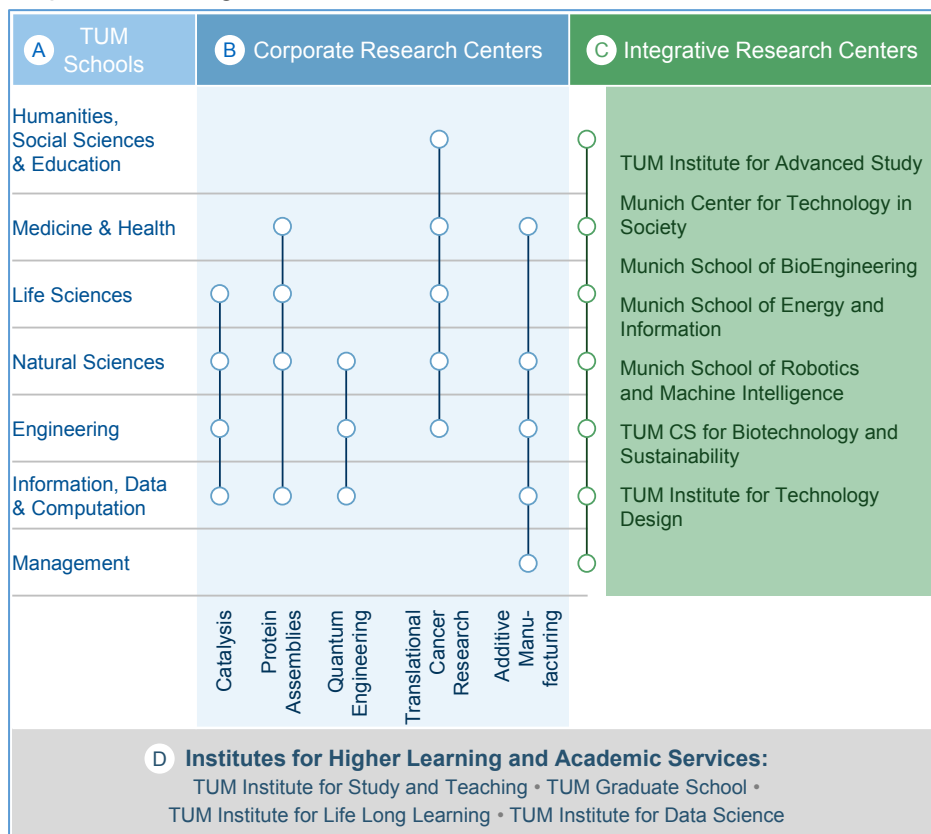 A TUM
Schools
B Corporate Research Centers
C Integrative Research Centers
Humanities,
Social Sciences
& Education
Medicine & Health
Life Sciences
Natural Sciences
Engineering
Information, Data
& Computation
Management
TUM Institute for Advanced Study
Munich Center for Technology in
Society
Munich School of BioEngineering
Munich School of Energy and
Information
Munich School of Robotics
and Machine Intelligence
TUM CS for Biotechnology and
Sustainability
TUM Institute for Technology
Design
Catalysis
Protein
Assemblies
Quantum
Engineering
Translational
Cancer
Research
Additive
Manu-
facturing
D Institutes for Higher Learning and Academic Services:
TUM Institute for Study and Teaching • TUM Graduate School •
TUM Institute for Life Long Learning • TUM Institute for Data Science